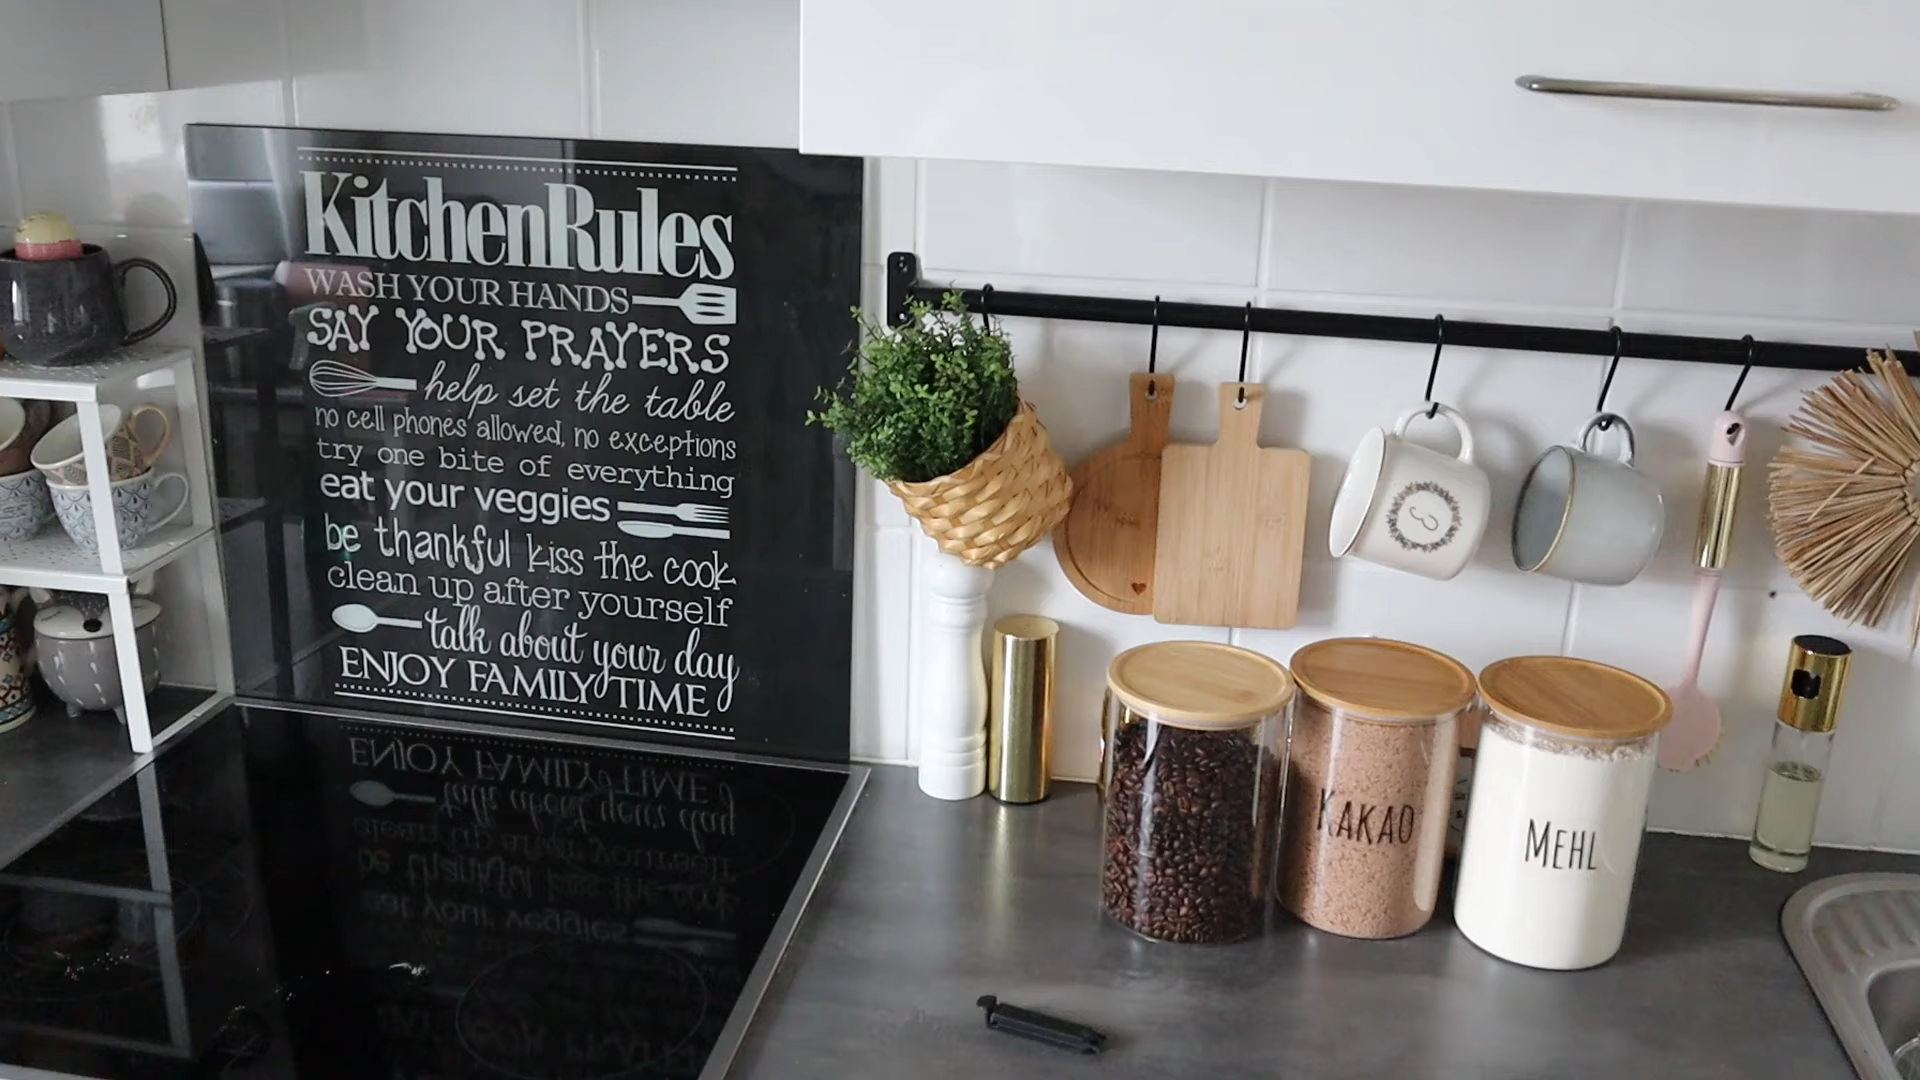 KitchenRules
WASH YOUR HANDS
SAY YOUR PRAYERS
help set the table
no cell phones allowed, no exceptions
try one bite of everything
eat your veggies
be thankful kiss the cook
clean up after yourself
talk about your day
ENJOY FAMILY TIME
KAKAO
MEHL